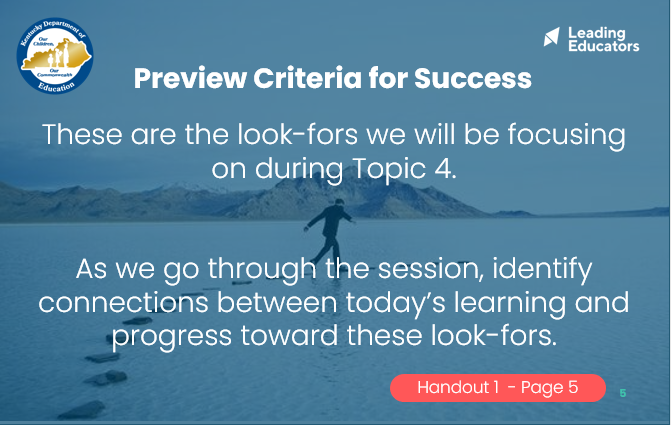 Kentucky Department of
Our Children,
Our Commonwealth
Education
Leading
Educators
Preview Criteria for Success
These are the look-fors we will be focusing
on during Topic 4.
As we go through the session, identify
connections between today's learning and
progress toward these look-fors.
Handout 1 - Page 5
5